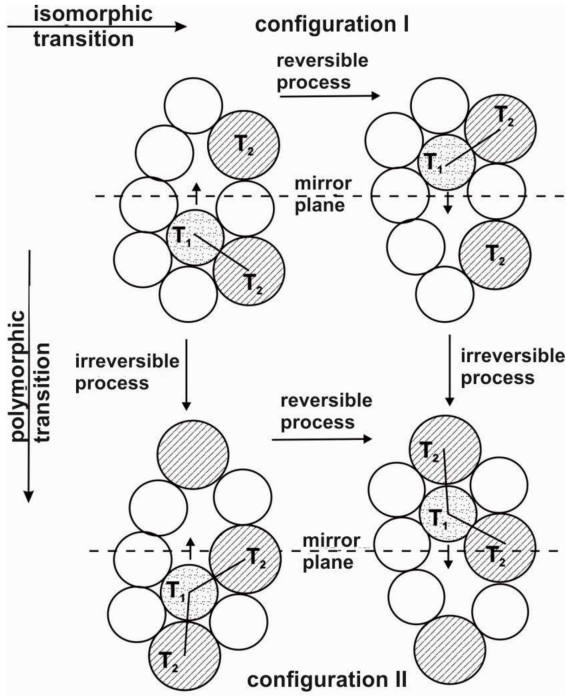 isomorphic
transition
configuration I
reversible
process
T₂
T₂
T₁
mirror
plane
T₁
T₂
T₂
polymorphic
transition
irreversible
process
irreversible
process
reversible
process
T₂
T₁
mirror
plane
T₂
T₂
T₁
T₂
configuration II